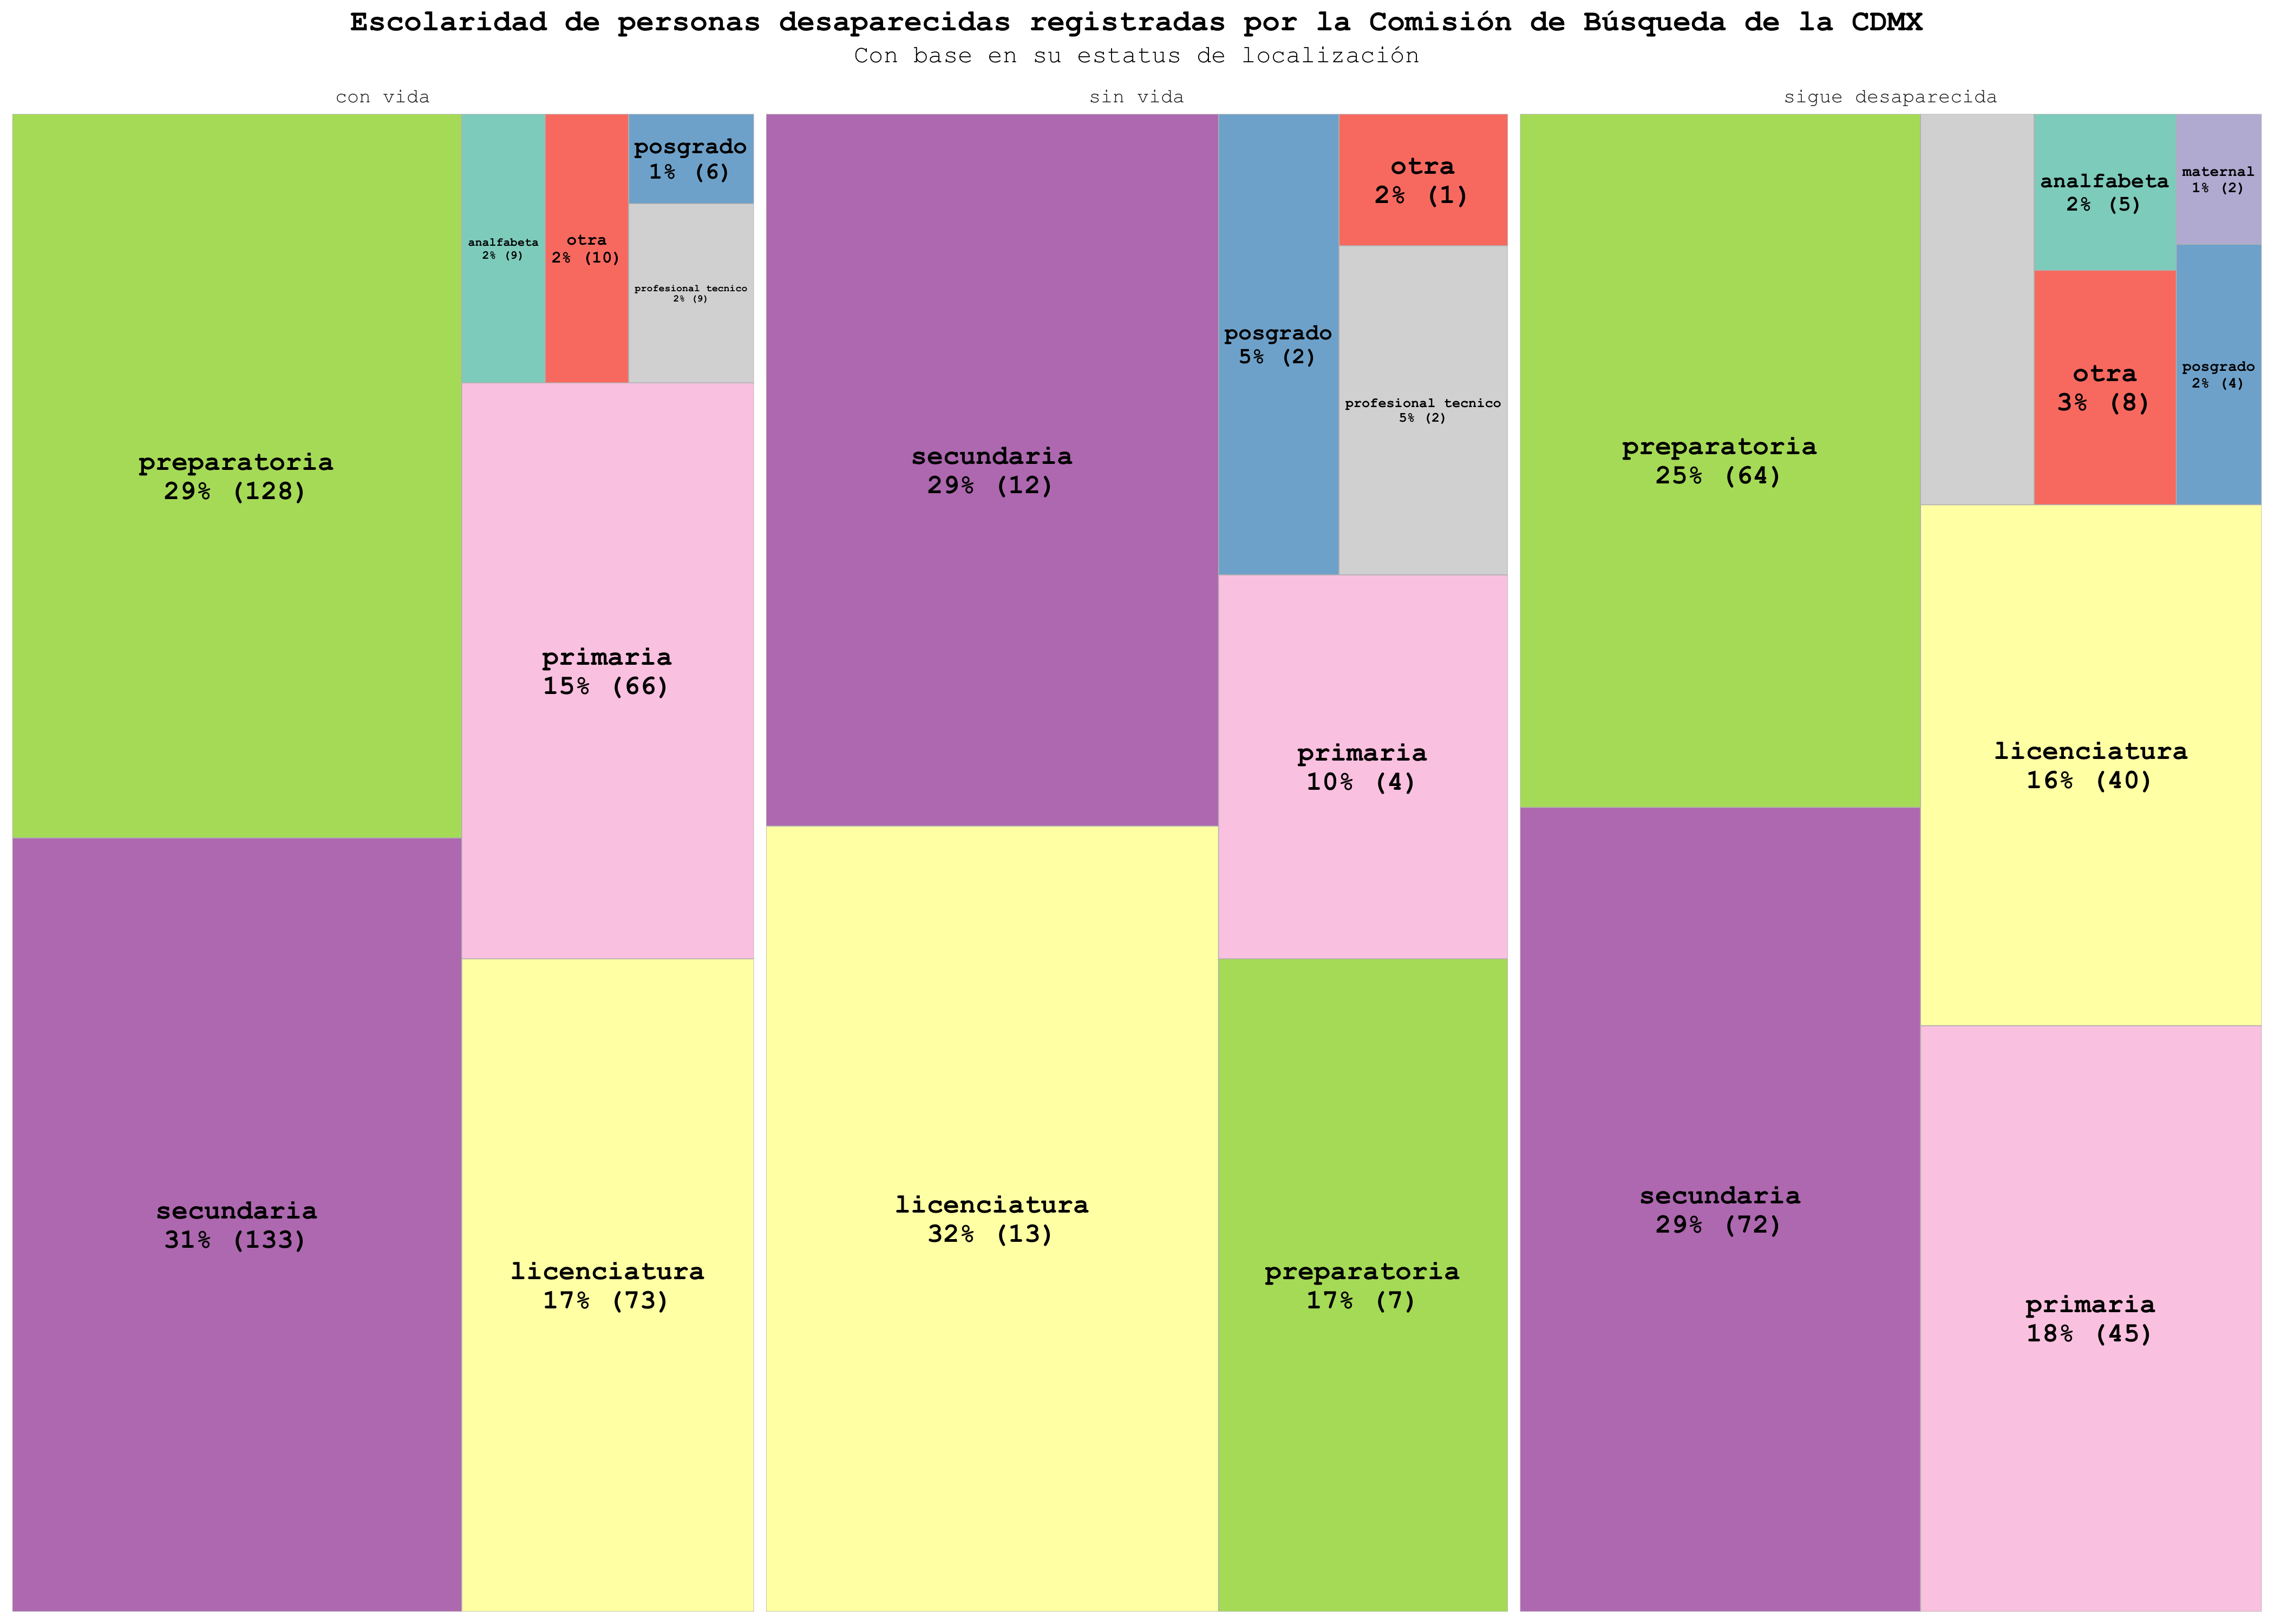 Escolaridad de personas desaparecidas registradas por la Comisión de Búsqueda de la CDMX
Con base en su estatus de localización
con vida
preparatoria
29% (128)
analfabeta
2% (9)
otra
2% (10)
posgrado
1% (6)
profesional tecnico
2% (9)
primaria
15% (66)
secundaria
31% (133)
licenciatura
17% (73)
sin vida
secundaria
29% (12)
posgrado
5% (2)
otra
2% (1)
profesional tecnico
5% (2)
primaria
10% (4)
licenciatura
32% (13)
preparatoria
17% (7)
sigue desaparecida
preparatoria
25% (64)
analfabeta
2% (5)
maternal
1% (2)
otra
3% (8)
posgrado
2% (4)
licenciatura
16% (40)
secundaria
29% (72)
primaria
18% (45)